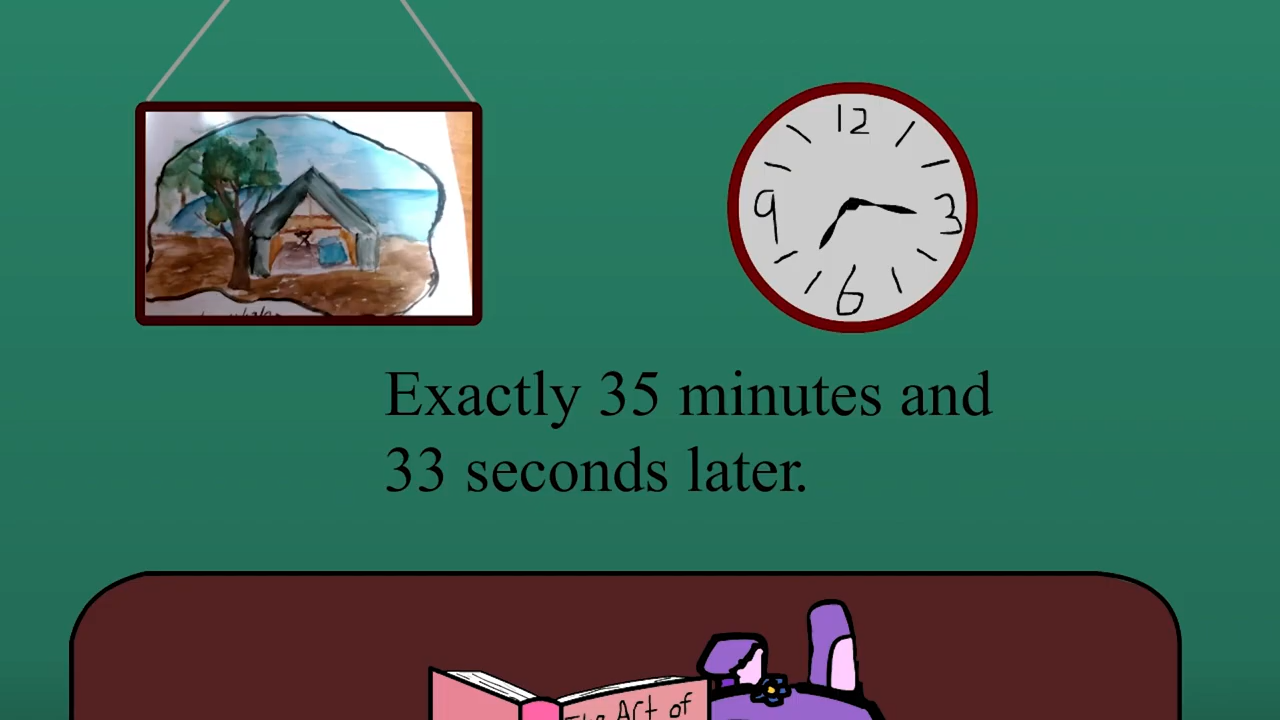 12
9
3
6
Exactly 35 minutes and
33 seconds later.
The Art of